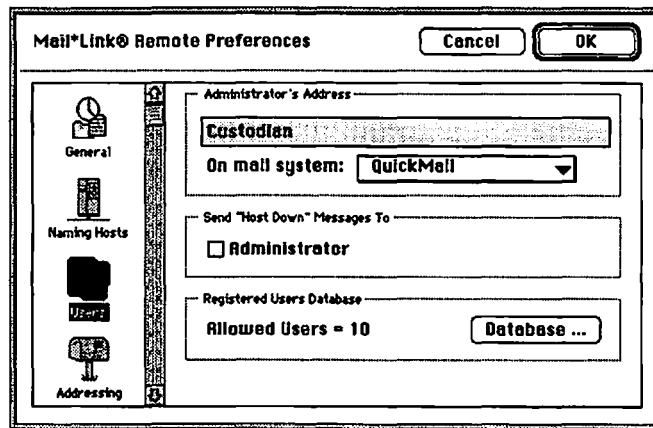 Mail*Link® Remote Preferences
Cancel
OK
General
Naming Hosts
Users
Addressing
Administrator's Address
Custodian
On mail system: QuickMail
Send "Host Down" Messages To
Administrator
Registered Users Database
Allowed Users = 10
Database ...